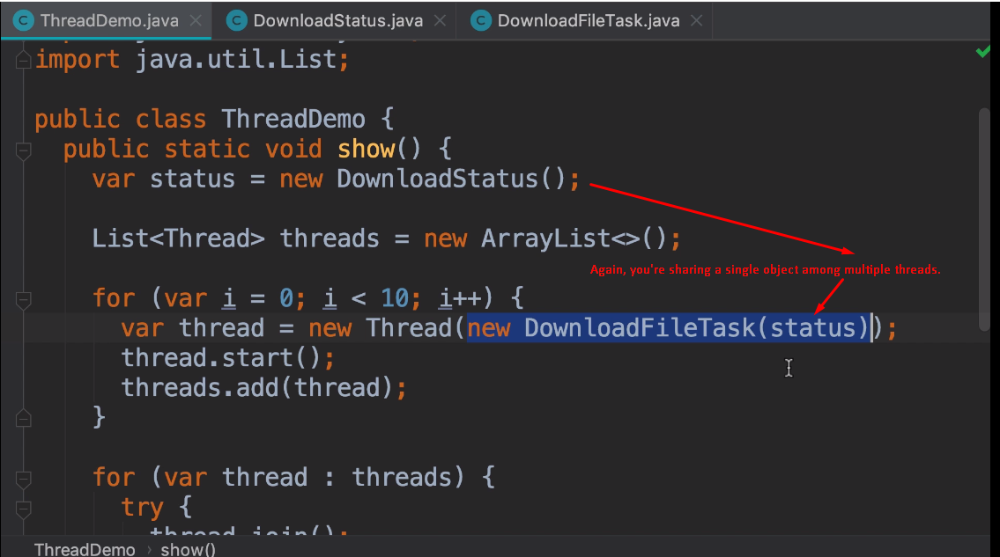 ThreadDemo.java DownloadStatus.java DownloadFileTask.java
import java.util.List;
public class ThreadDemo {
public static void show() {
var status = new DownloadStatus();
List<Thread> threads = new ArrayList<>();
Again, you're sharing a single object among multiple threads.
for (var i = 0; i < 10; i++) {
var thread = new Thread(new DownloadFileTask(status));
thread.start();
threads.add(thread);
}
for (var thread : threads) {
try {
thread.join();
ThreadDemo › show()